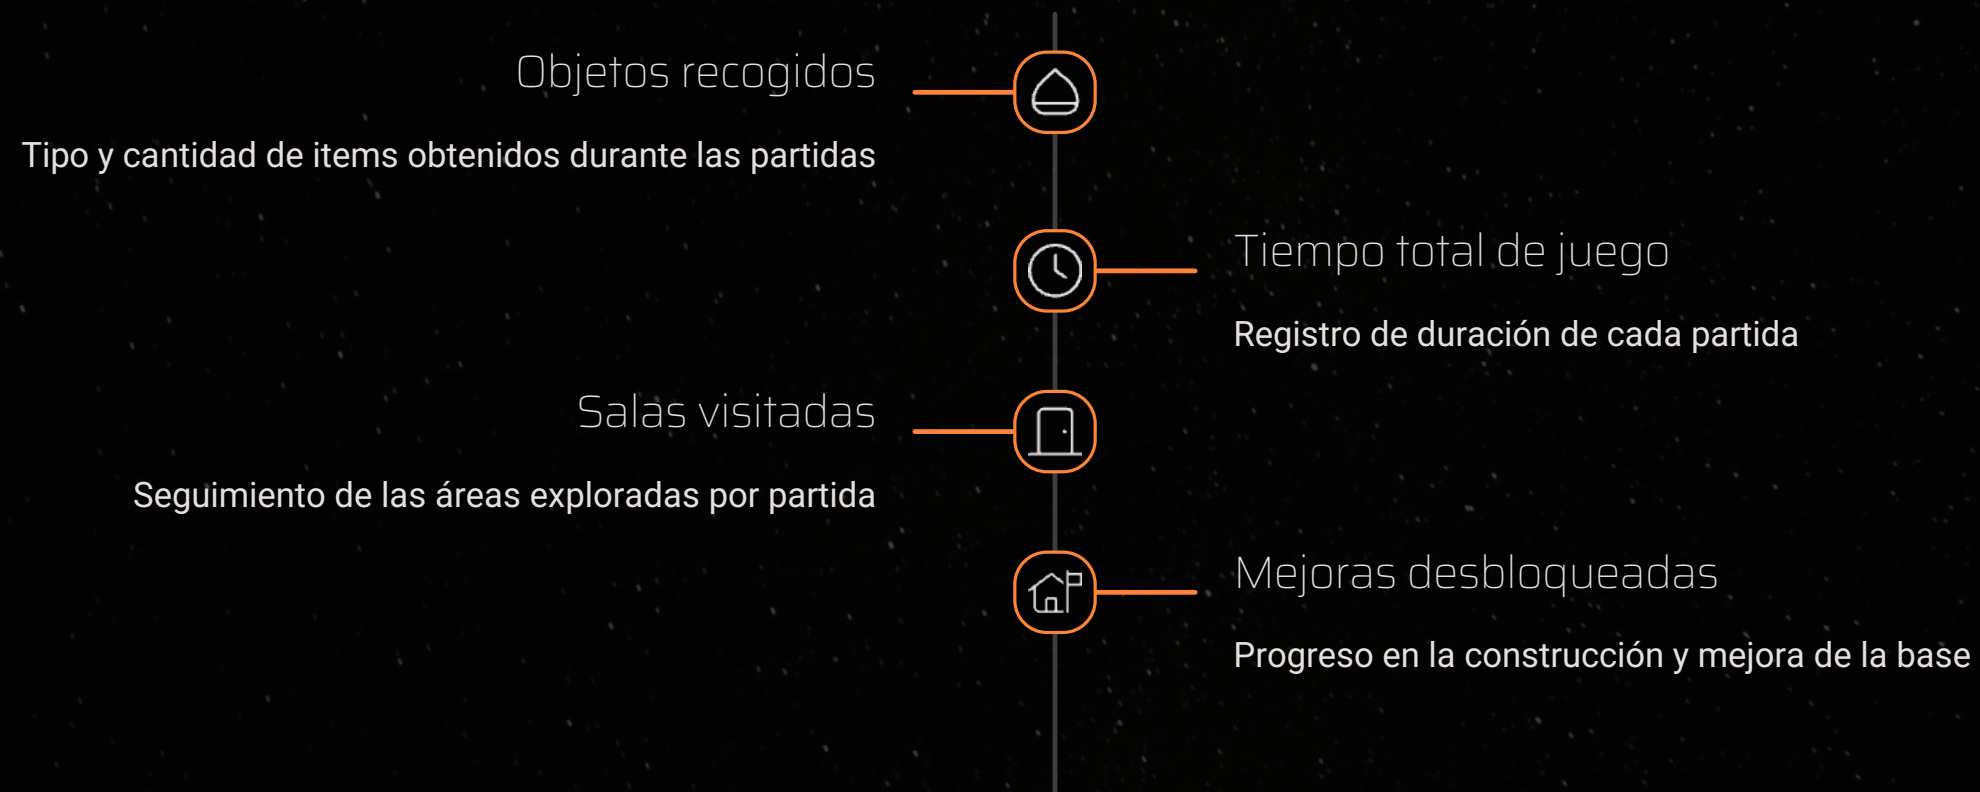 Objetos recogidos
Tipo y cantidad de items obtenidos durante las partidas
Tiempo total de juego
Registro de duración de cada partida
Salas visitadas
Seguimiento de las áreas exploradas por partida
Mejoras desbloqueadas
Progreso en la construcción y mejora de la base